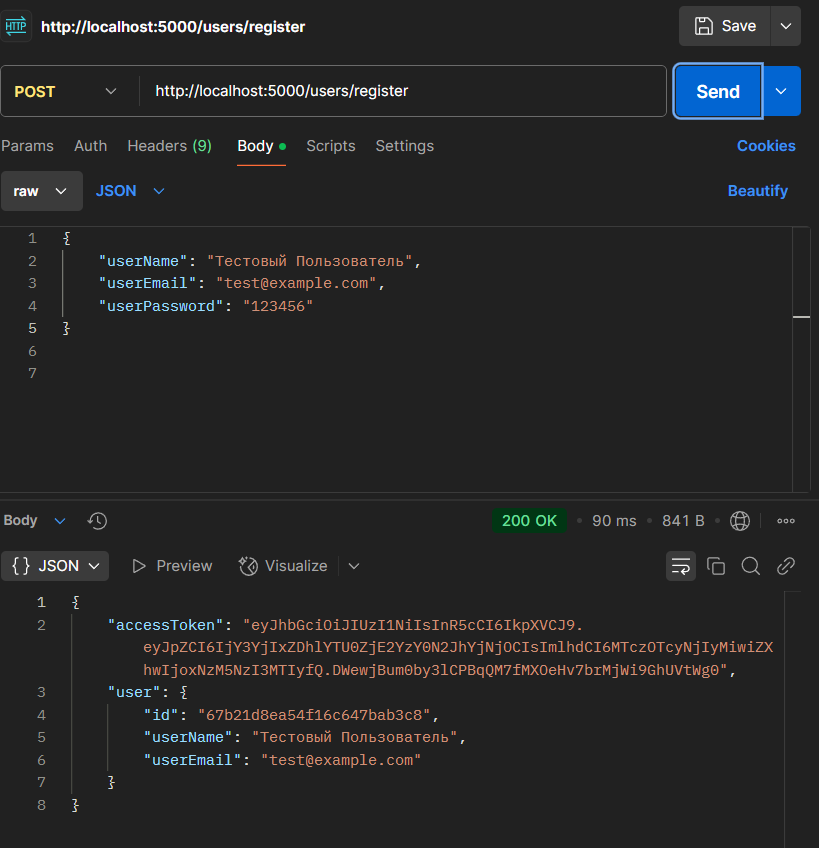 HTTP http://localhost:5000/users/register Save
POST http://localhost:5000/users/register Send
Params Auth Headers (9) Body Scripts Settings Cookies
raw JSON Beautify
1 {
2 "userName": "Тестовый Пользователь",
3 "userEmail": "test@example.com",
4 "userPassword": "123456"
5 }
6
7
Body 200 OK • 90 ms • 841 B •
{} JSON Preview Visualize
1 {
2 "accessToken": "eyJhbGciOiJIUzI1NiIsInR5cCI6IkpXVCJ9.
eyJpZCI6IjY3YjIxZDhlYTU0ZjE2YzY0N2JhYjNjOCIsImlhdCI6MTczOTcyNjIyMiwiZX
hwIjoxNzM5NzI3MTIyfQ.DWewjBum0by3lCPBqQM7fMXOeHv7brMjWi9GhUVtWg0",
3 "user": {
4 "id": "67b21d8ea54f16c647bab3c8",
5 "userName": "Тестовый Пользователь",
6 "userEmail": "test@example.com"
7 }
8 }